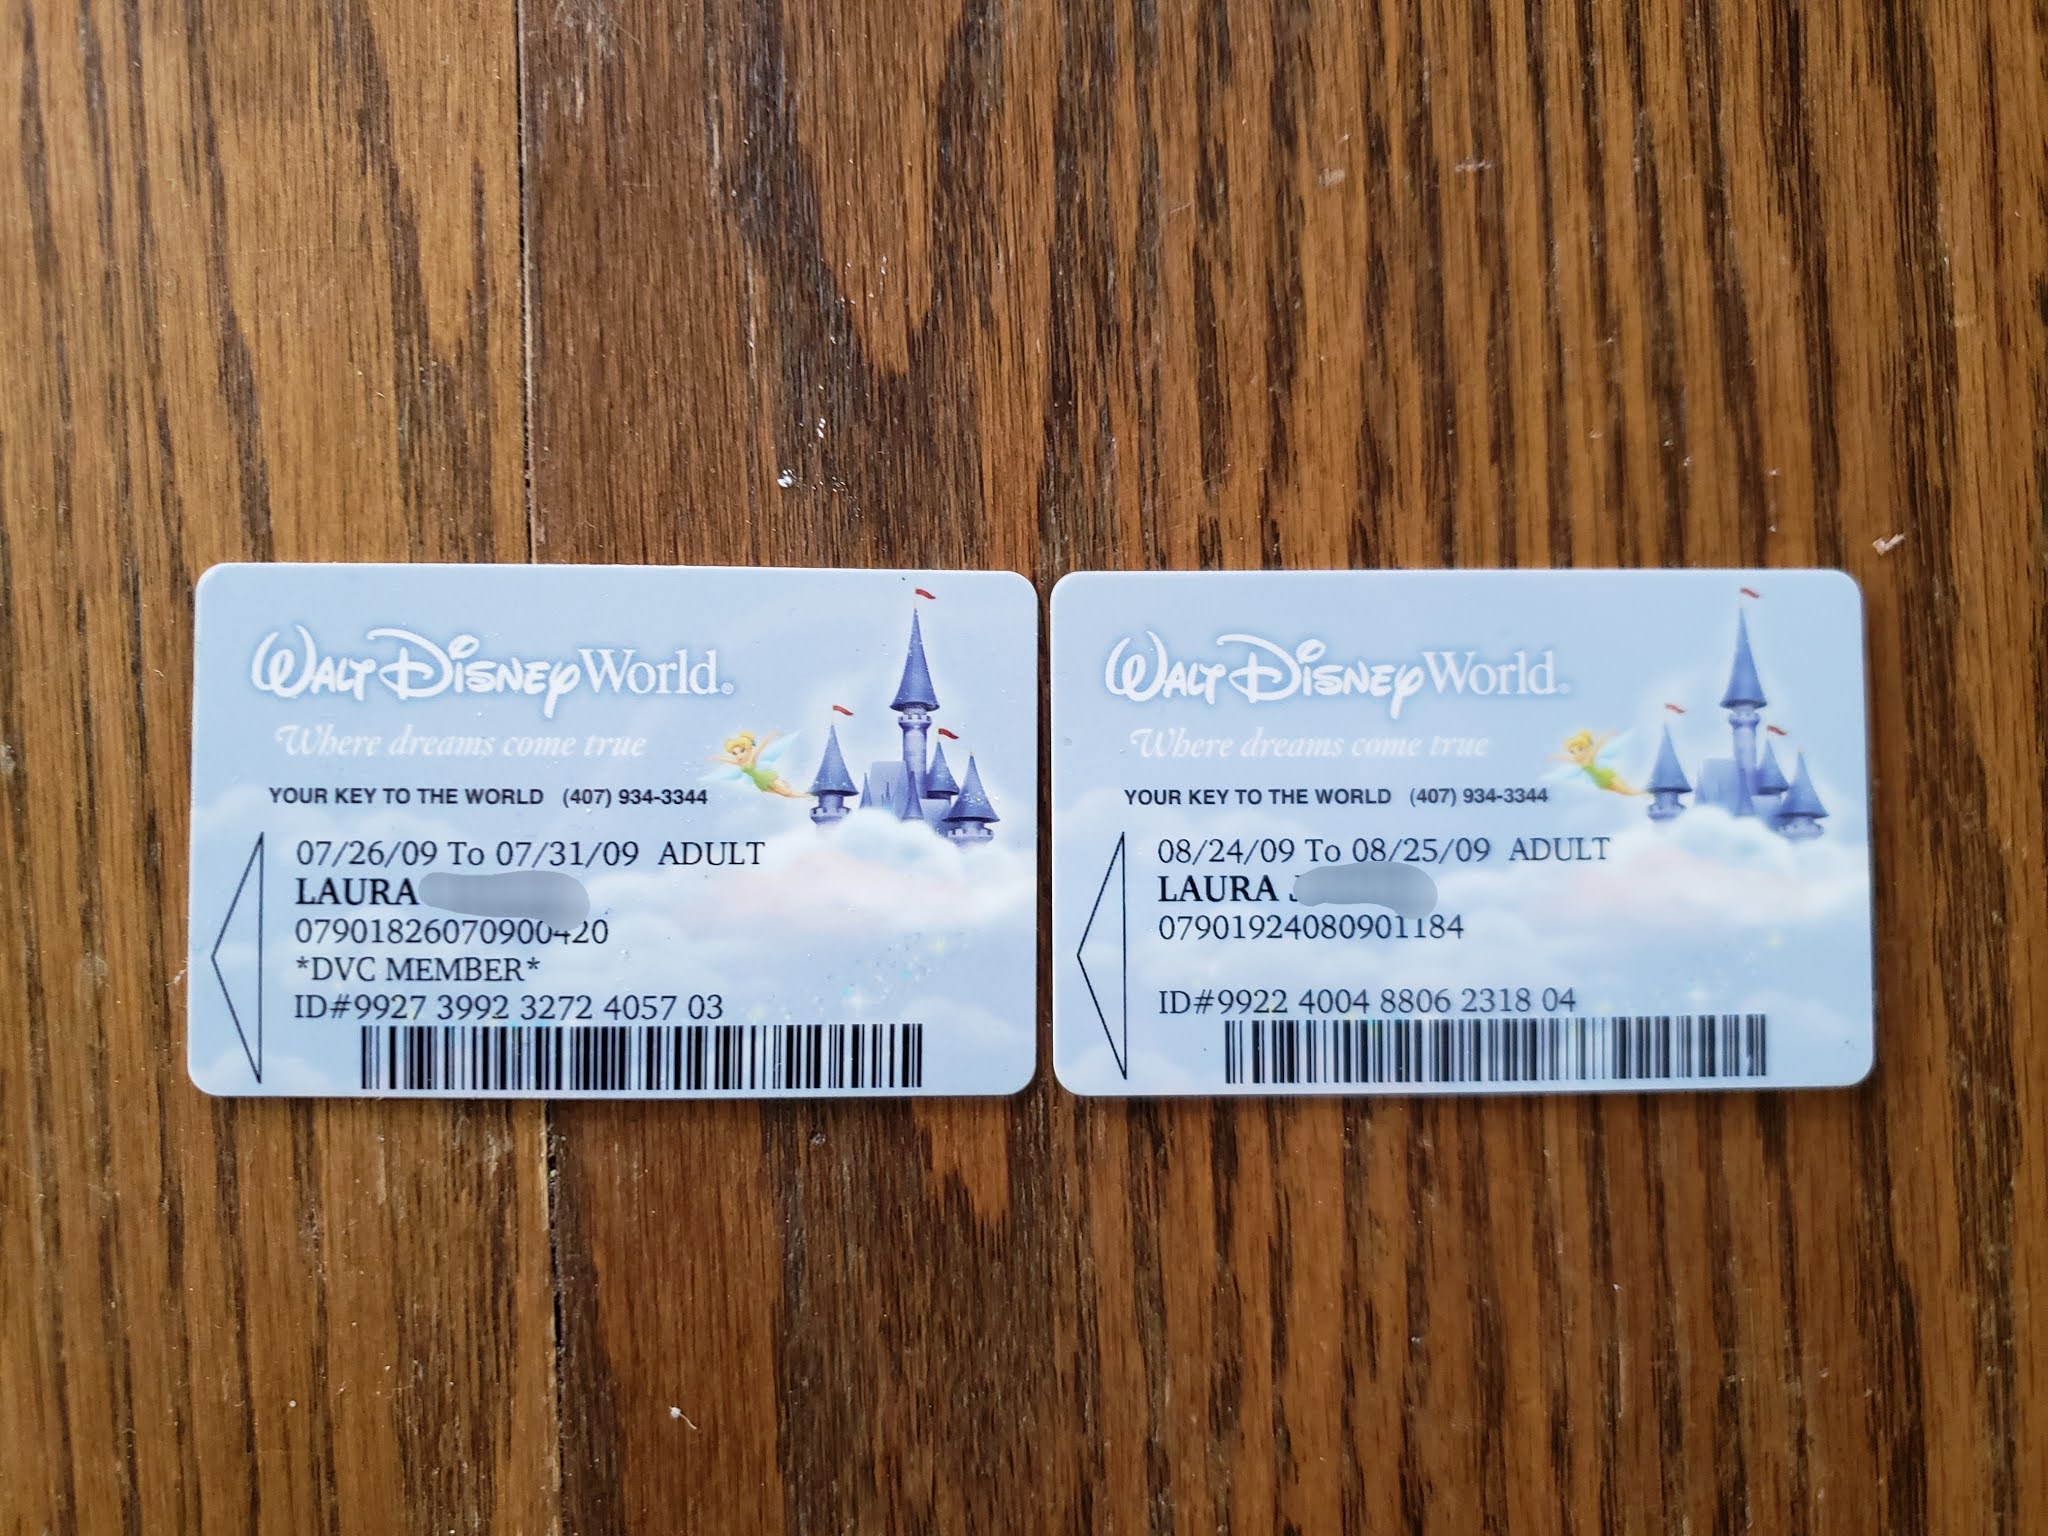 Walt Disney World®
Where dreams come true
YOUR KEY TO THE WORLD (407) 934-3344
07/26/09 To 07/31/09 ADULT
LAURA
07901826070900420
*DVC MEMBER*
ID#9927 3992 3272 4057 03
Walt Disney World®
Where dreams come true
YOUR KEY TO THE WORLD (407) 934-3344
08/24/09 To 08/25/09 ADULT
LAURA
07901924080901184
ID#9922 4004 8806 2318 04